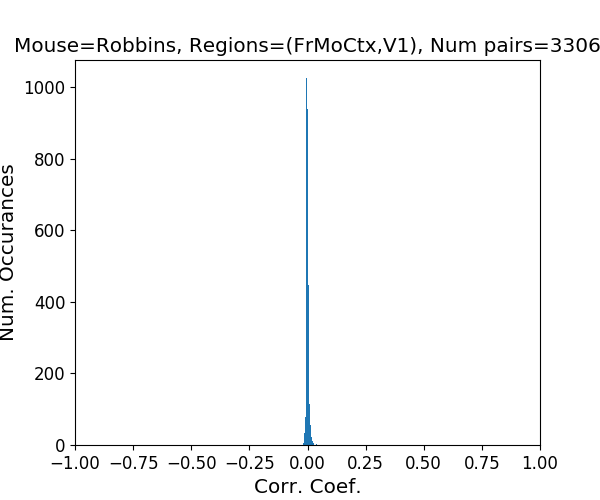 Mouse=Robbins, Regions=(FrMoCtx,V1), Num pairs=3306
1000
800
600
400
200
0
Num. Occurances
−1.00 −0.75 −0.50 −0.25 0.00 0.25 0.50 0.75 1.00
Corr. Coef.